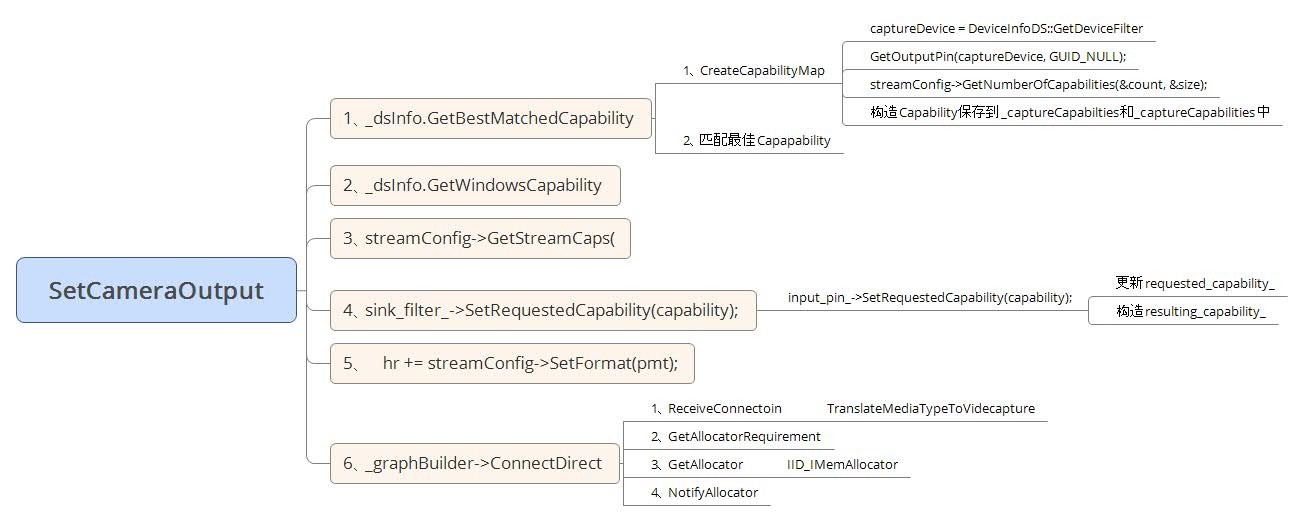 SetCameraOutput
1、_dsInfo.GetBestMatchedCapability
1、CreateCapabilityMap
captureDevice = DeviceInfoDS::GetDeviceFilter
GetOutputPin(captureDevice, GUID_NULL);
streamConfig->GetNumberOfCapabilities(&count, &size);
构造Capability保存到_captureCapabilties和_captureCapabilities中
2、匹配最佳Capapability
2、_dsInfo.GetWindowsCapability
3、streamConfig->GetStreamCaps(
4、sink_filter_->SetRequestedCapability(capability);
input_pin_->SetRequestedCapability(capability);
更新requested_capability_
构造resulting_capability_
5、 hr += streamConfig->SetFormat(pmt);
6、_graphBuilder->ConnectDirect
1、ReceiveConnectoin TranslateMediaTypeToVidecapture
2、GetAllocatorRequirement
3、GetAllocator IID_IMemAllocator
4、NotifyAllocator